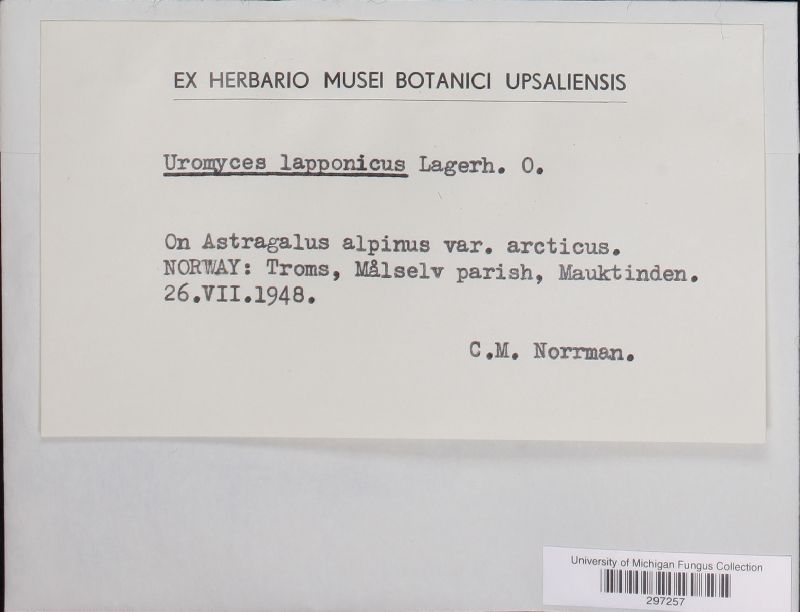 EX HERBARIO MUSEI BOTANICI UPSALIENSIS
Uromyces lapponicus Lagerh. O.
On Astragalus alpinus var. arcticus.
NORWAY: Troms, Målselv parish, Mauktinden.
26.VII.1948.
C.M. Norrman.
University of Michigan Fungus Collection
297257